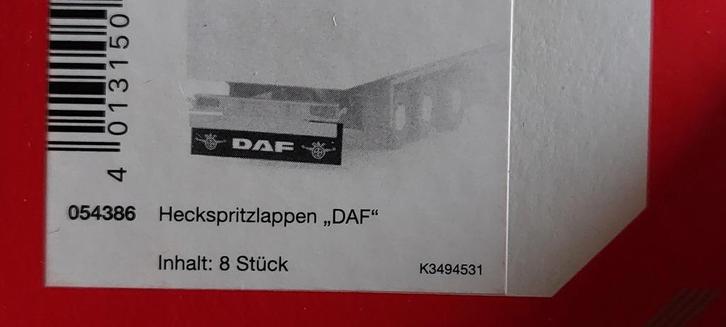 4 013150
DAF
054386 Heckspritzlappen „DAF“
Inhalt: 8 Stück
K3494531